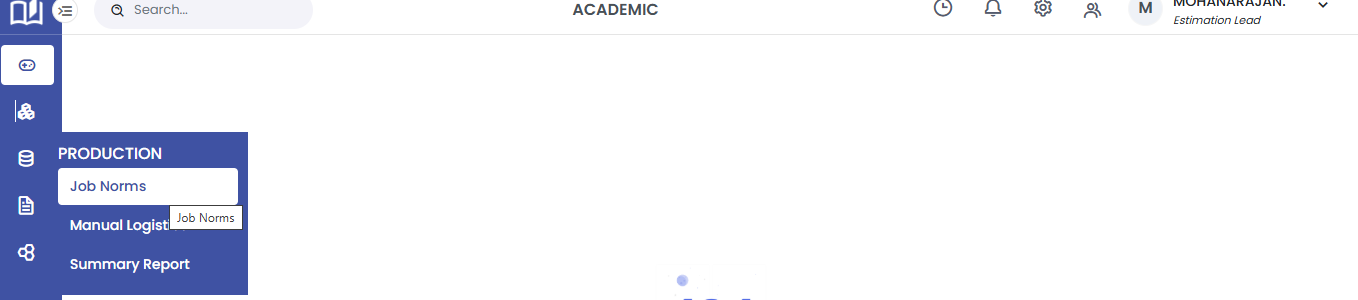 Search...
ACADEMIC
M
MOHANARAJAN.
Estimation Lead
PRODUCTION
Job Norms
Job Norms
Manual Logisti
Summary Report